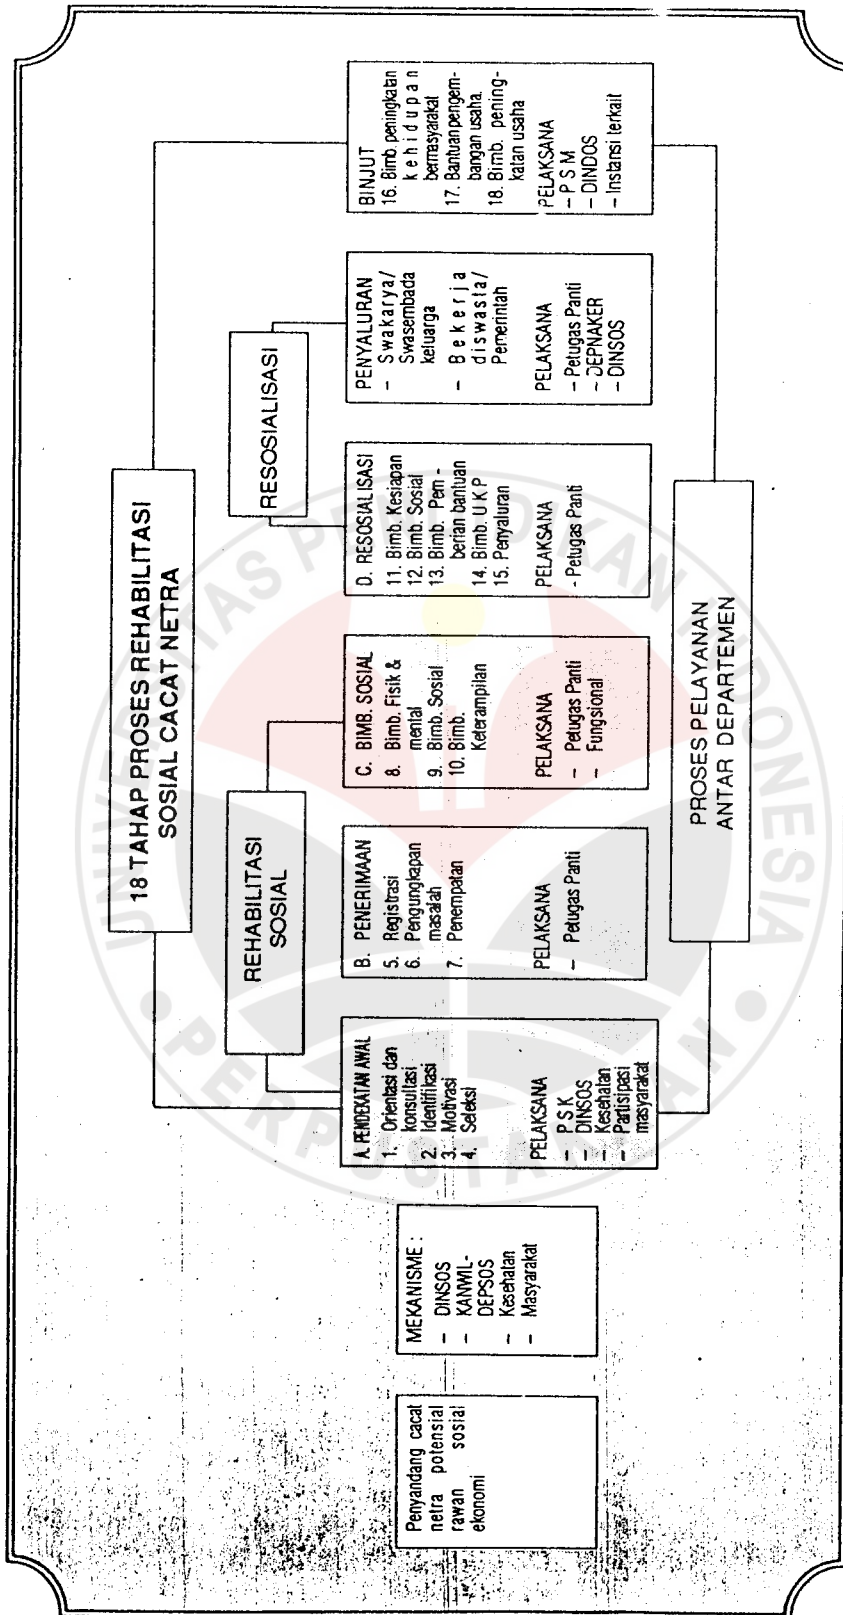 18 TAHAP PROSES REHABILITASI
SOSIAL CACAT NETRA
REHABILITASI
SOSIAL
RESOSIALISASI
Penyandang cacat
netra potensial
rawan sosial
ekonomi
MEKANISME :
– DINSOS
– KANWIL-
DEPSOS
– Kesehatan
– Masyarakat
A. PENDEKATAN AWAL
1. Orientasi dan
konsultasi
2. Identifikasi
3. Motivasi
4. Seleksi
PELAKSANA
– P S K
– DINSOS
– Kesehatan
– Partisipasi
masyarakat
B. PENERIMAAN
5. Registrasi
6. Pengungkapan
masalah
7. Penempatan
PELAKSANA
– Petugas Panti
C. BIMB. SOSIAL
8. Bimb. Fisik &
mental
9. Bimb. Sosial
10. Bimb.
Keterampilan
PELAKSANA
– Petugas Panti
– Fungsional
D. RESOSIALISASI
11. Bimb. Kesiapan
12. Bimb. Sosial
13. Bimb. Pem -
berian bantuan
14. Bimb. U K P
15. Penyaluran
PELAKSANA
- Petugas Panti
PENYALURAN
– Swakarya/
Swasembada
keluarga
– Bekerja
diswasta/
Pemerintah
PELAKSANA
– Petugas Panti
– DEPNAKER
– DINSOS
BINJUT
16. Bimb. peningkatan
kehidupan
bermasyarakat
17. Bantuan pengem-
bangan usaha.
18. Bimb. pening-
katan usaha
PELAKSANA
– P S M
– DINDOS
– Instansi terkait
PROSES PELAYANAN
ANTAR DEPARTEMEN
UNIVERSITAS PENDIDIKAN INDONESIA
PERPUSTAKAAN